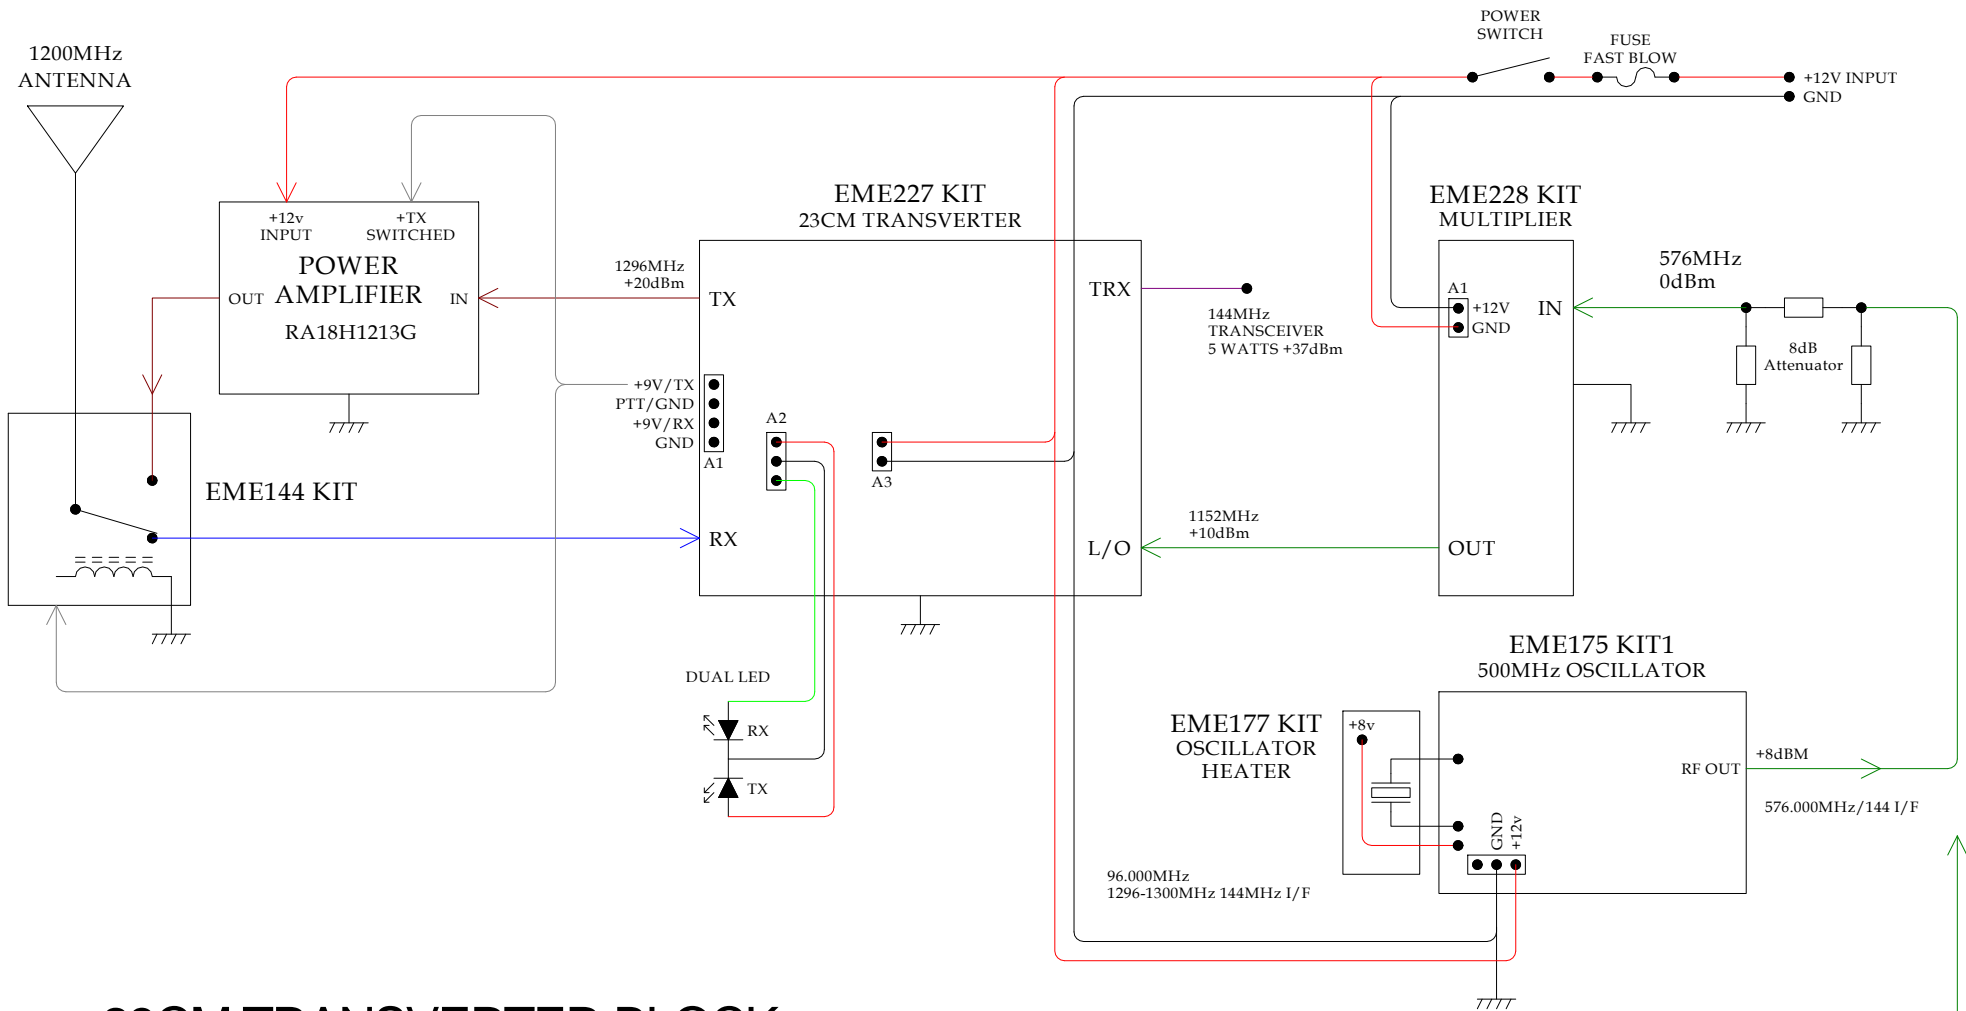 POWER
SWITCH
FUSE
FAST BLOW
+12V INPUT
GND
1200MHz
ANTENNA
+12v
INPUT
+TX
SWITCHED
POWER
AMPLIFIER
RA18H1213G
OUT
IN
1296MHz
+20dBm
EME227 KIT
23CM TRANSVERTER
TX
TRX
144MHz
TRANSCEIVER
5 WATTS +37dBm
EME228 KIT
MULTIPLIER
A1
+12V
GND
IN
576MHz
0dBm
8dB
Attenuator
+9V/TX
PTT/GND
+9V/RX
GND
A1
A2
A3
EME144 KIT
RX
L/O
1152MHz
+10dBm
OUT
DUAL LED
RX
TX
EME175 KIT1
500MHz OSCILLATOR
EME177 KIT
OSCILLATOR
HEATER
+8v
GND
+12v
RF OUT
+8dBM
576.000MHz/144 I/F
96.000MHz
1296-1300MHz 144MHz I/F
23CM TRANSVERTER BLOCK